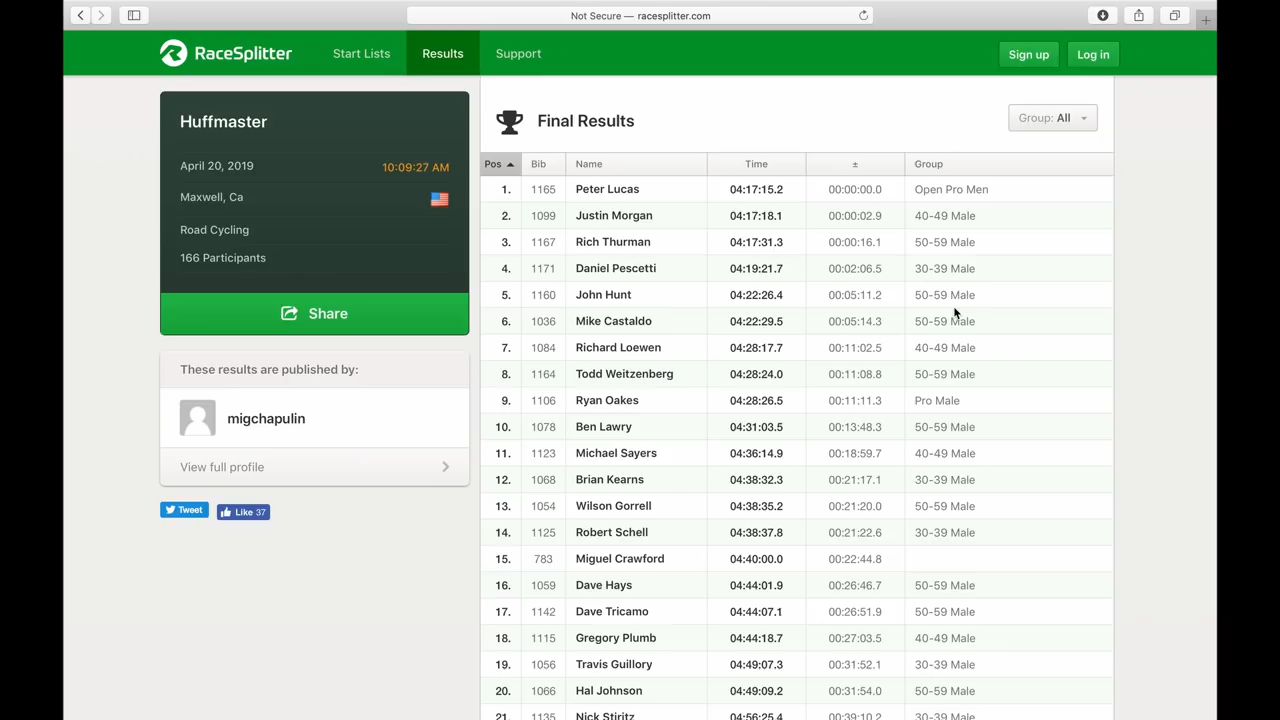 Not Secure — racesplitter.com
RaceSplitter Start Lists Results Support Sign up Log in
Huffmaster
April 20, 2019 10:09:27 AM
Maxwell, Ca
Road Cycling
166 Participants
Share
These results are published by:
migchapulin
View full profile
Tweet Like 37
Final Results Group: All
Pos Bib Name Time ± Group
1. 1165 Peter Lucas 04:17:15.2 00:00:00.0 Open Pro Men
2. 1099 Justin Morgan 04:17:18.1 00:00:02.9 40-49 Male
3. 1167 Rich Thurman 04:17:31.3 00:00:16.1 50-59 Male
4. 1171 Daniel Pescetti 04:19:21.7 00:02:06.5 30-39 Male
5. 1160 John Hunt 04:22:26.4 00:05:11.2 50-59 Male
6. 1036 Mike Castaldo 04:22:29.5 00:05:14.3 50-59 Male
7. 1084 Richard Loewen 04:28:17.7 00:11:02.5 40-49 Male
8. 1164 Todd Weitzenberg 04:28:24.0 00:11:08.8 50-59 Male
9. 1106 Ryan Oakes 04:28:26.5 00:11:11.3 Pro Male
10. 1078 Ben Lawry 04:31:03.5 00:13:48.3 50-59 Male
11. 1123 Michael Sayers 04:36:14.9 00:18:59.7 40-49 Male
12. 1068 Brian Kearns 04:38:32.3 00:21:17.1 30-39 Male
13. 1054 Wilson Gorrell 04:38:35.2 00:21:20.0 50-59 Male
14. 1125 Robert Schell 04:38:37.8 00:21:22.6 30-39 Male
15. 783 Miguel Crawford 04:40:00.0 00:22:44.8
16. 1059 Dave Hays 04:44:01.9 00:26:46.7 50-59 Male
17. 1142 Dave Tricamo 04:44:07.1 00:26:51.9 50-59 Male
18. 1115 Gregory Plumb 04:44:18.7 00:27:03.5 40-49 Male
19. 1056 Travis Guillory 04:49:07.3 00:31:52.1 30-39 Male
20. 1066 Hal Johnson 04:49:09.2 00:31:54.0 50-59 Male
21. 1135 Nick Stiritz 04:56:25.4 00:39:10.2 30-39 Male